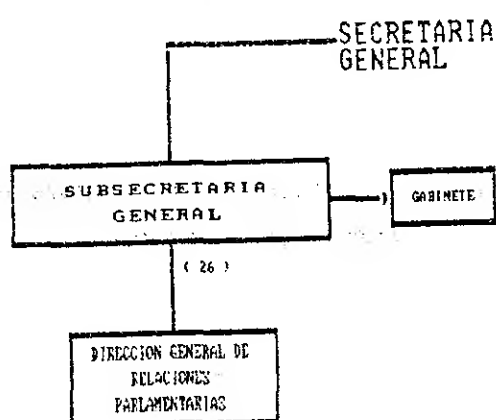 SECRETARIA
GENERAL
SUBSECRETARIA
GENERAL
GABINETE
( 26 )
DIRECCION GENERAL DE
RELACIONES
PARLAMENTARIAS